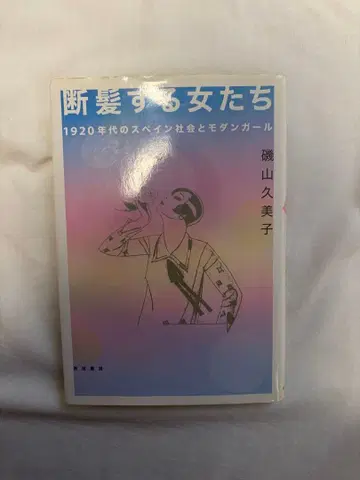 断髪する女たち
1920年代のスペイン社会とモダンガール
磯山久美子